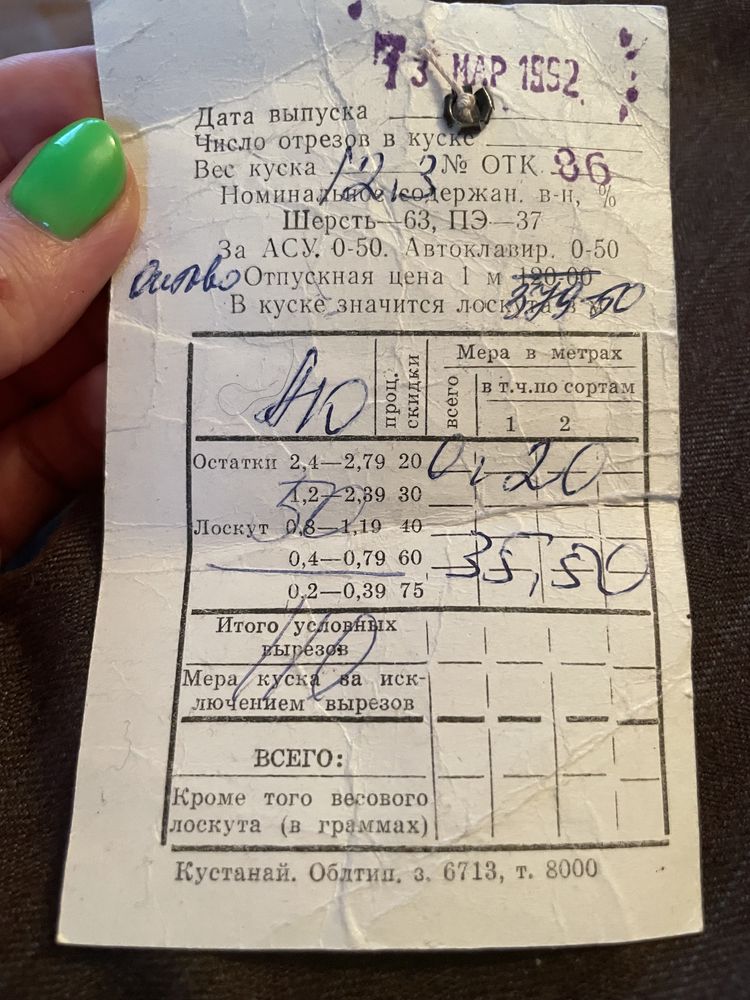 13 МАР 1992
Дата выпуска
Число отрезов в куске
Вес куска 12,3 № ОТК 36
Номинальное содержан. в-н, %
Шерсть—63, ПЭ—37
За АСУ. 0-50. Автоклавир. 0-50
Отпускная цена 1 м 120-00
В куске значится лоскута в м
проц. скидки
всего
Мера в метрах
в т.ч.по сортам
1 2
Остатки 2,4—2,79 20 0,20
1,2—2,39 30
50
Лоскут 0,8—1,19 40
0,4—0,79 60 35,50
0,2—0,39 75
Итого условных
вырезов
110
Мера куска за иск-
лючением вырезов
ВСЕГО:
Кроме того весового
лоскута (в граммах)
Кустанай. Облтип. з. 6713, т. 8000